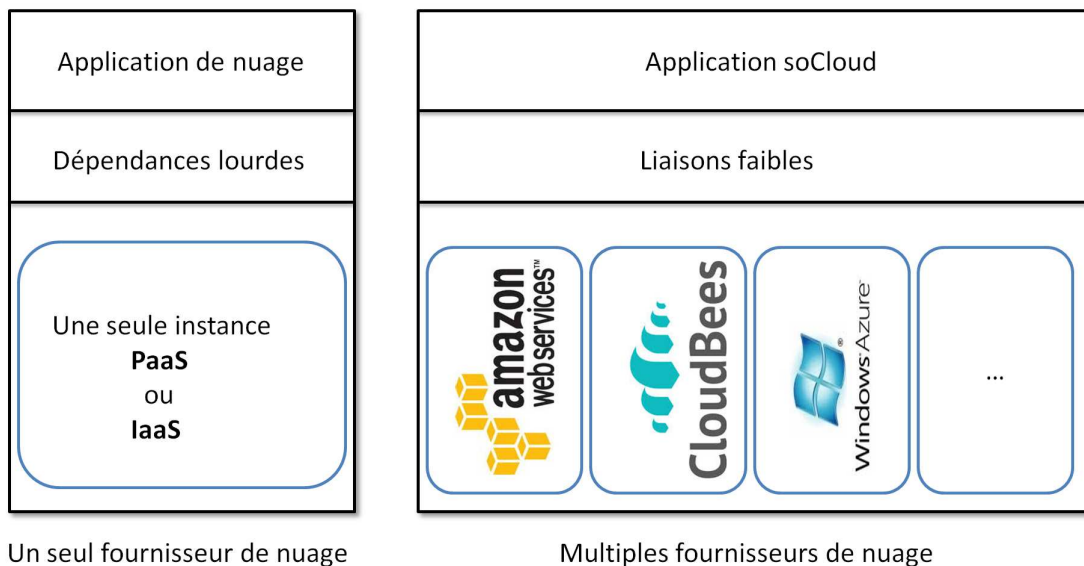 Application de nuage
Dépendances lourdes
Une seule instance
PaaS
ou
IaaS
Un seul fournisseur de nuage
Application soCloud
Liaisons faibles
amazon
webservices™
CloudBees
Windows Azure
®
...
Multiples fournisseurs de nuage